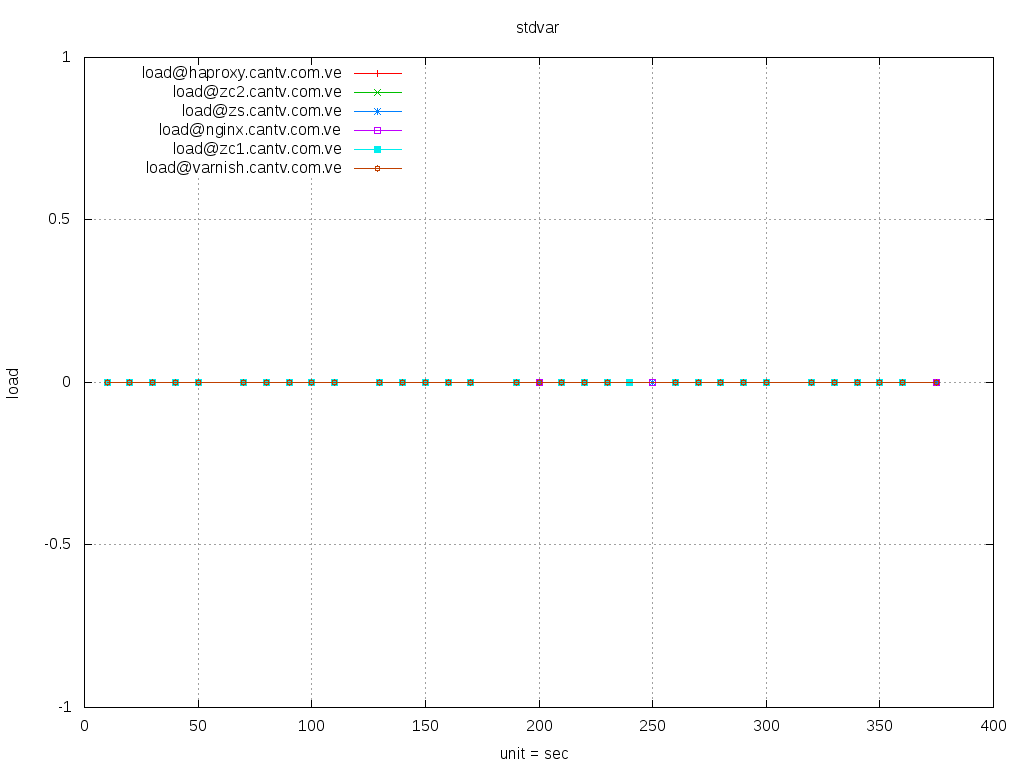 stdvar
load@haproxy.cantv.com.ve
load@zc2.cantv.com.ve
load@zs.cantv.com.ve
load@nginx.cantv.com.ve
load@zc1.cantv.com.ve
load@varnish.cantv.com.ve
1
0.5
0
-0.5
-1
load
0 50 100 150 200 250 300 350 400
unit = sec